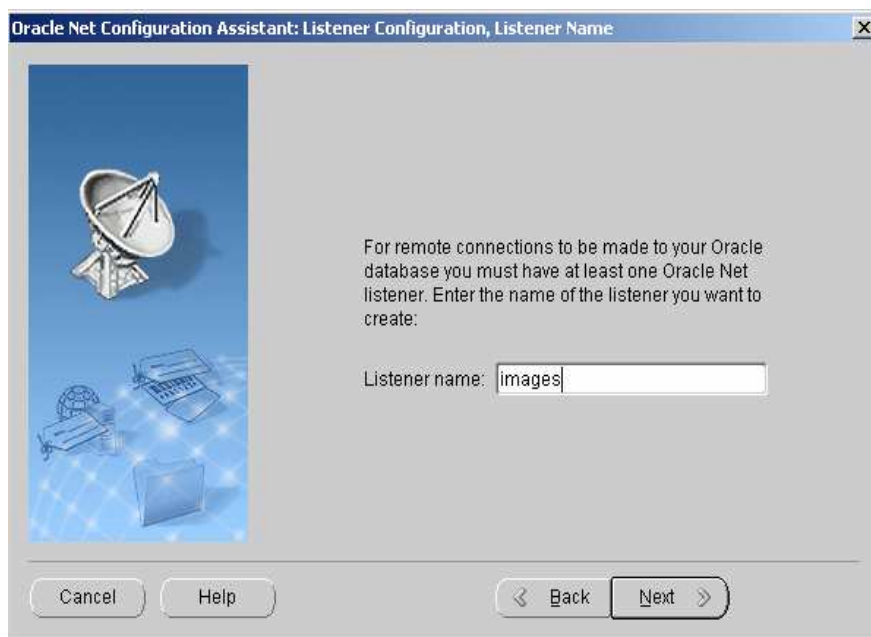 Oracle Net Configuration Assistant: Listener Configuration, Listener Name
For remote connections to be made to your Oracle
database you must have at least one Oracle Net
listener. Enter the name of the listener you want to
create:
Listener name: images
Cancel Help Back Next